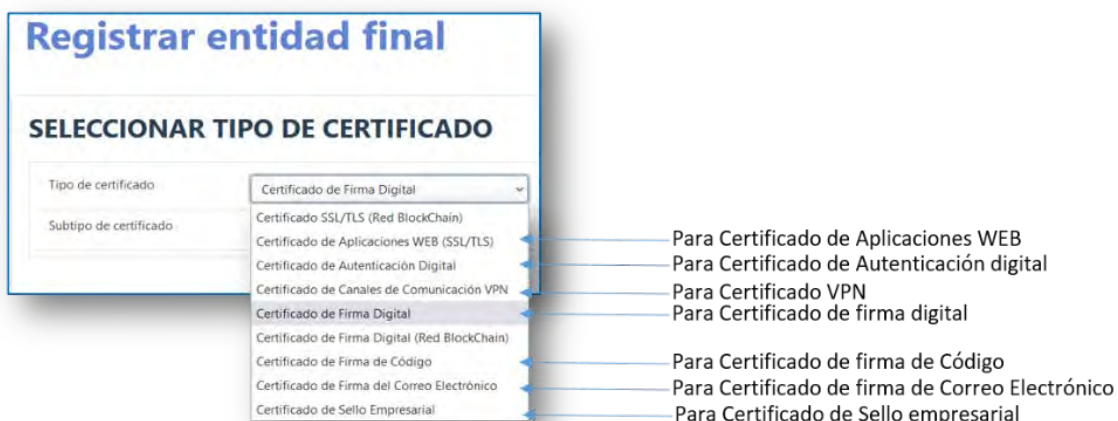 Registrar entidad final
SELECCIONAR TIPO DE CERTIFICADO
Tipo de certificado
Certificado de Firma Digital
Subtipo de certificado
Certificado SSL/TLS (Red BlockChain)
Certificado de Aplicaciones WEB (SSL/TLS)
Para Certificado de Aplicaciones WEB
Certificado de Autenticación Digital
Para Certificado de Autenticación digital
Certificado de Canales de Comunicación VPN
Para Certificado VPN
Certificado de Firma Digital
Para Certificado de firma digital
Certificado de Firma Digital (Red BlockChain)
Certificado de Firma de Código
Para Certificado de firma de Código
Certificado de Firma del Correo Electrónico
Para Certificado de firma de Correo Electrónico
Certificado de Sello Empresarial
Para Certificado de Sello empresarial